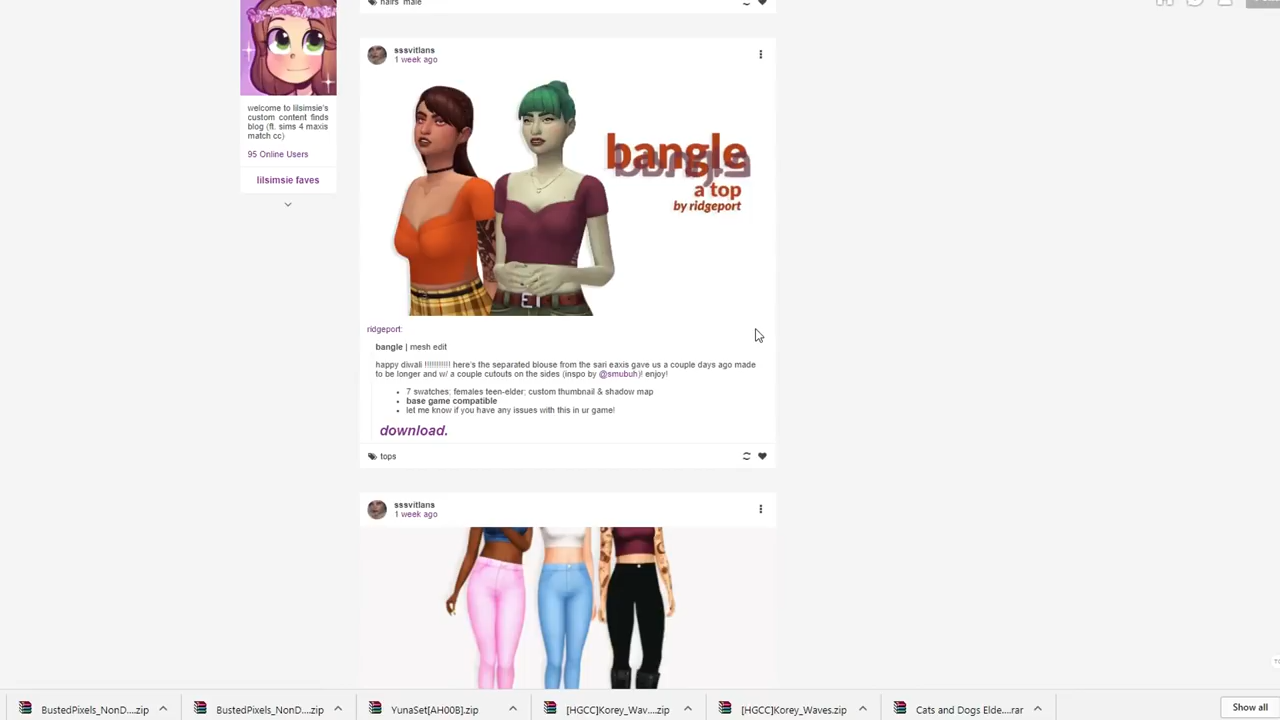 hairs male
sssvitlans
1 week ago
welcome to lilsimsie's
custom content finds
blog (ft. sims 4 maxis
match cc)
95 Online Users
lilsimsie faves
bangle
bangle
a top
by ridgeport
ridgeport:
bangle | mesh edit
happy diwali !!!!!!!!!!! here's the separated blouse from the sari eaxis gave us a couple days ago made
to be longer and w/ a couple cutouts on the sides (inspo by @smubuh)! enjoy!
7 swatches; females teen-elder; custom thumbnail & shadow map
base game compatible
let me know if you have any issues with this in ur game!
download.
tops
sssvitlans
1 week ago
BustedPixels_NonD....zip
BustedPixels_NonD....zip
YunaSet[AH00B].zip
[HGCC]Korey_Wav....zip
[HGCC]Korey_Waves.zip
Cats and Dogs Elde....rar
Show all